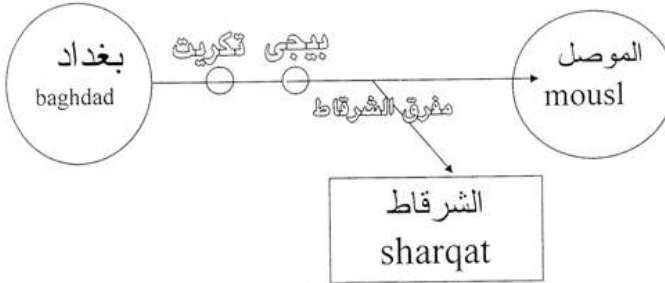 بغداد
baghdad
تكريت
بيجي
مفرق الشرقاط
الموصل
mousl
الشرقاط
sharqat